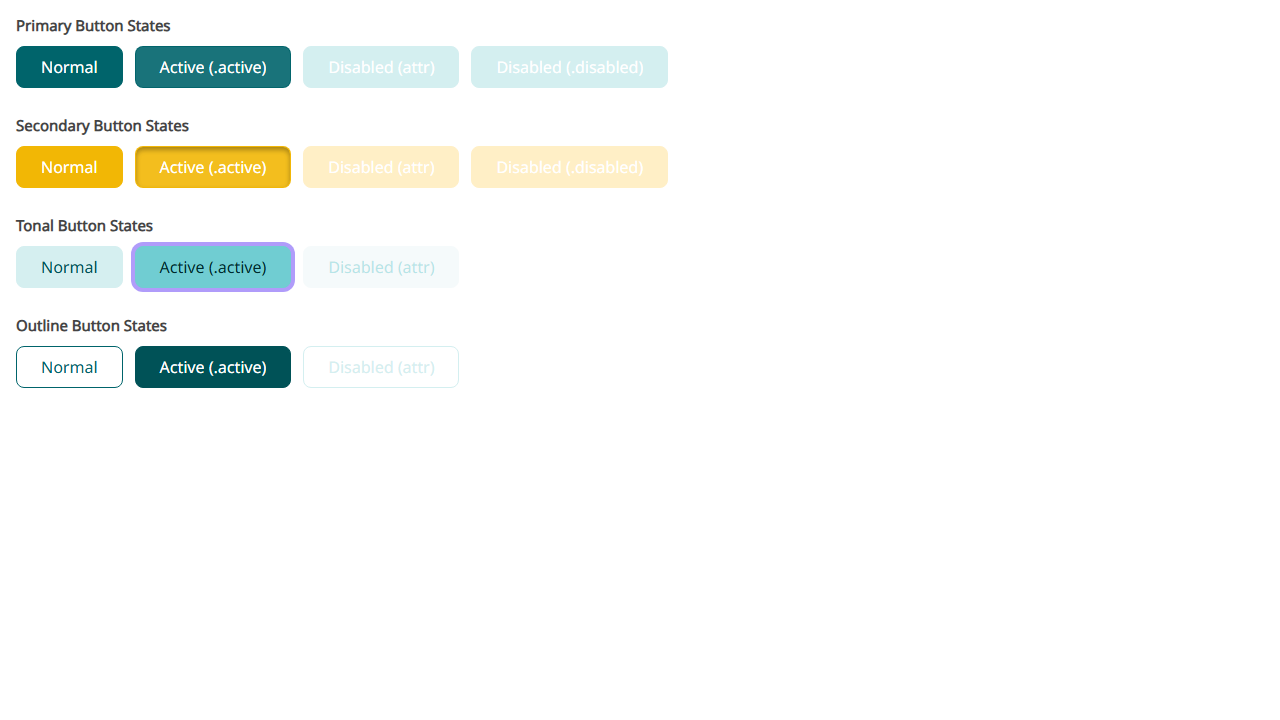 Primary Button States
Normal Active (.active) Disabled (attr) Disabled (.disabled)
Secondary Button States
Normal Active (.active) Disabled (attr) Disabled (.disabled)
Tonal Button States
Normal Active (.active) Disabled (attr)
Outline Button States
Normal Active (.active) Disabled (attr)